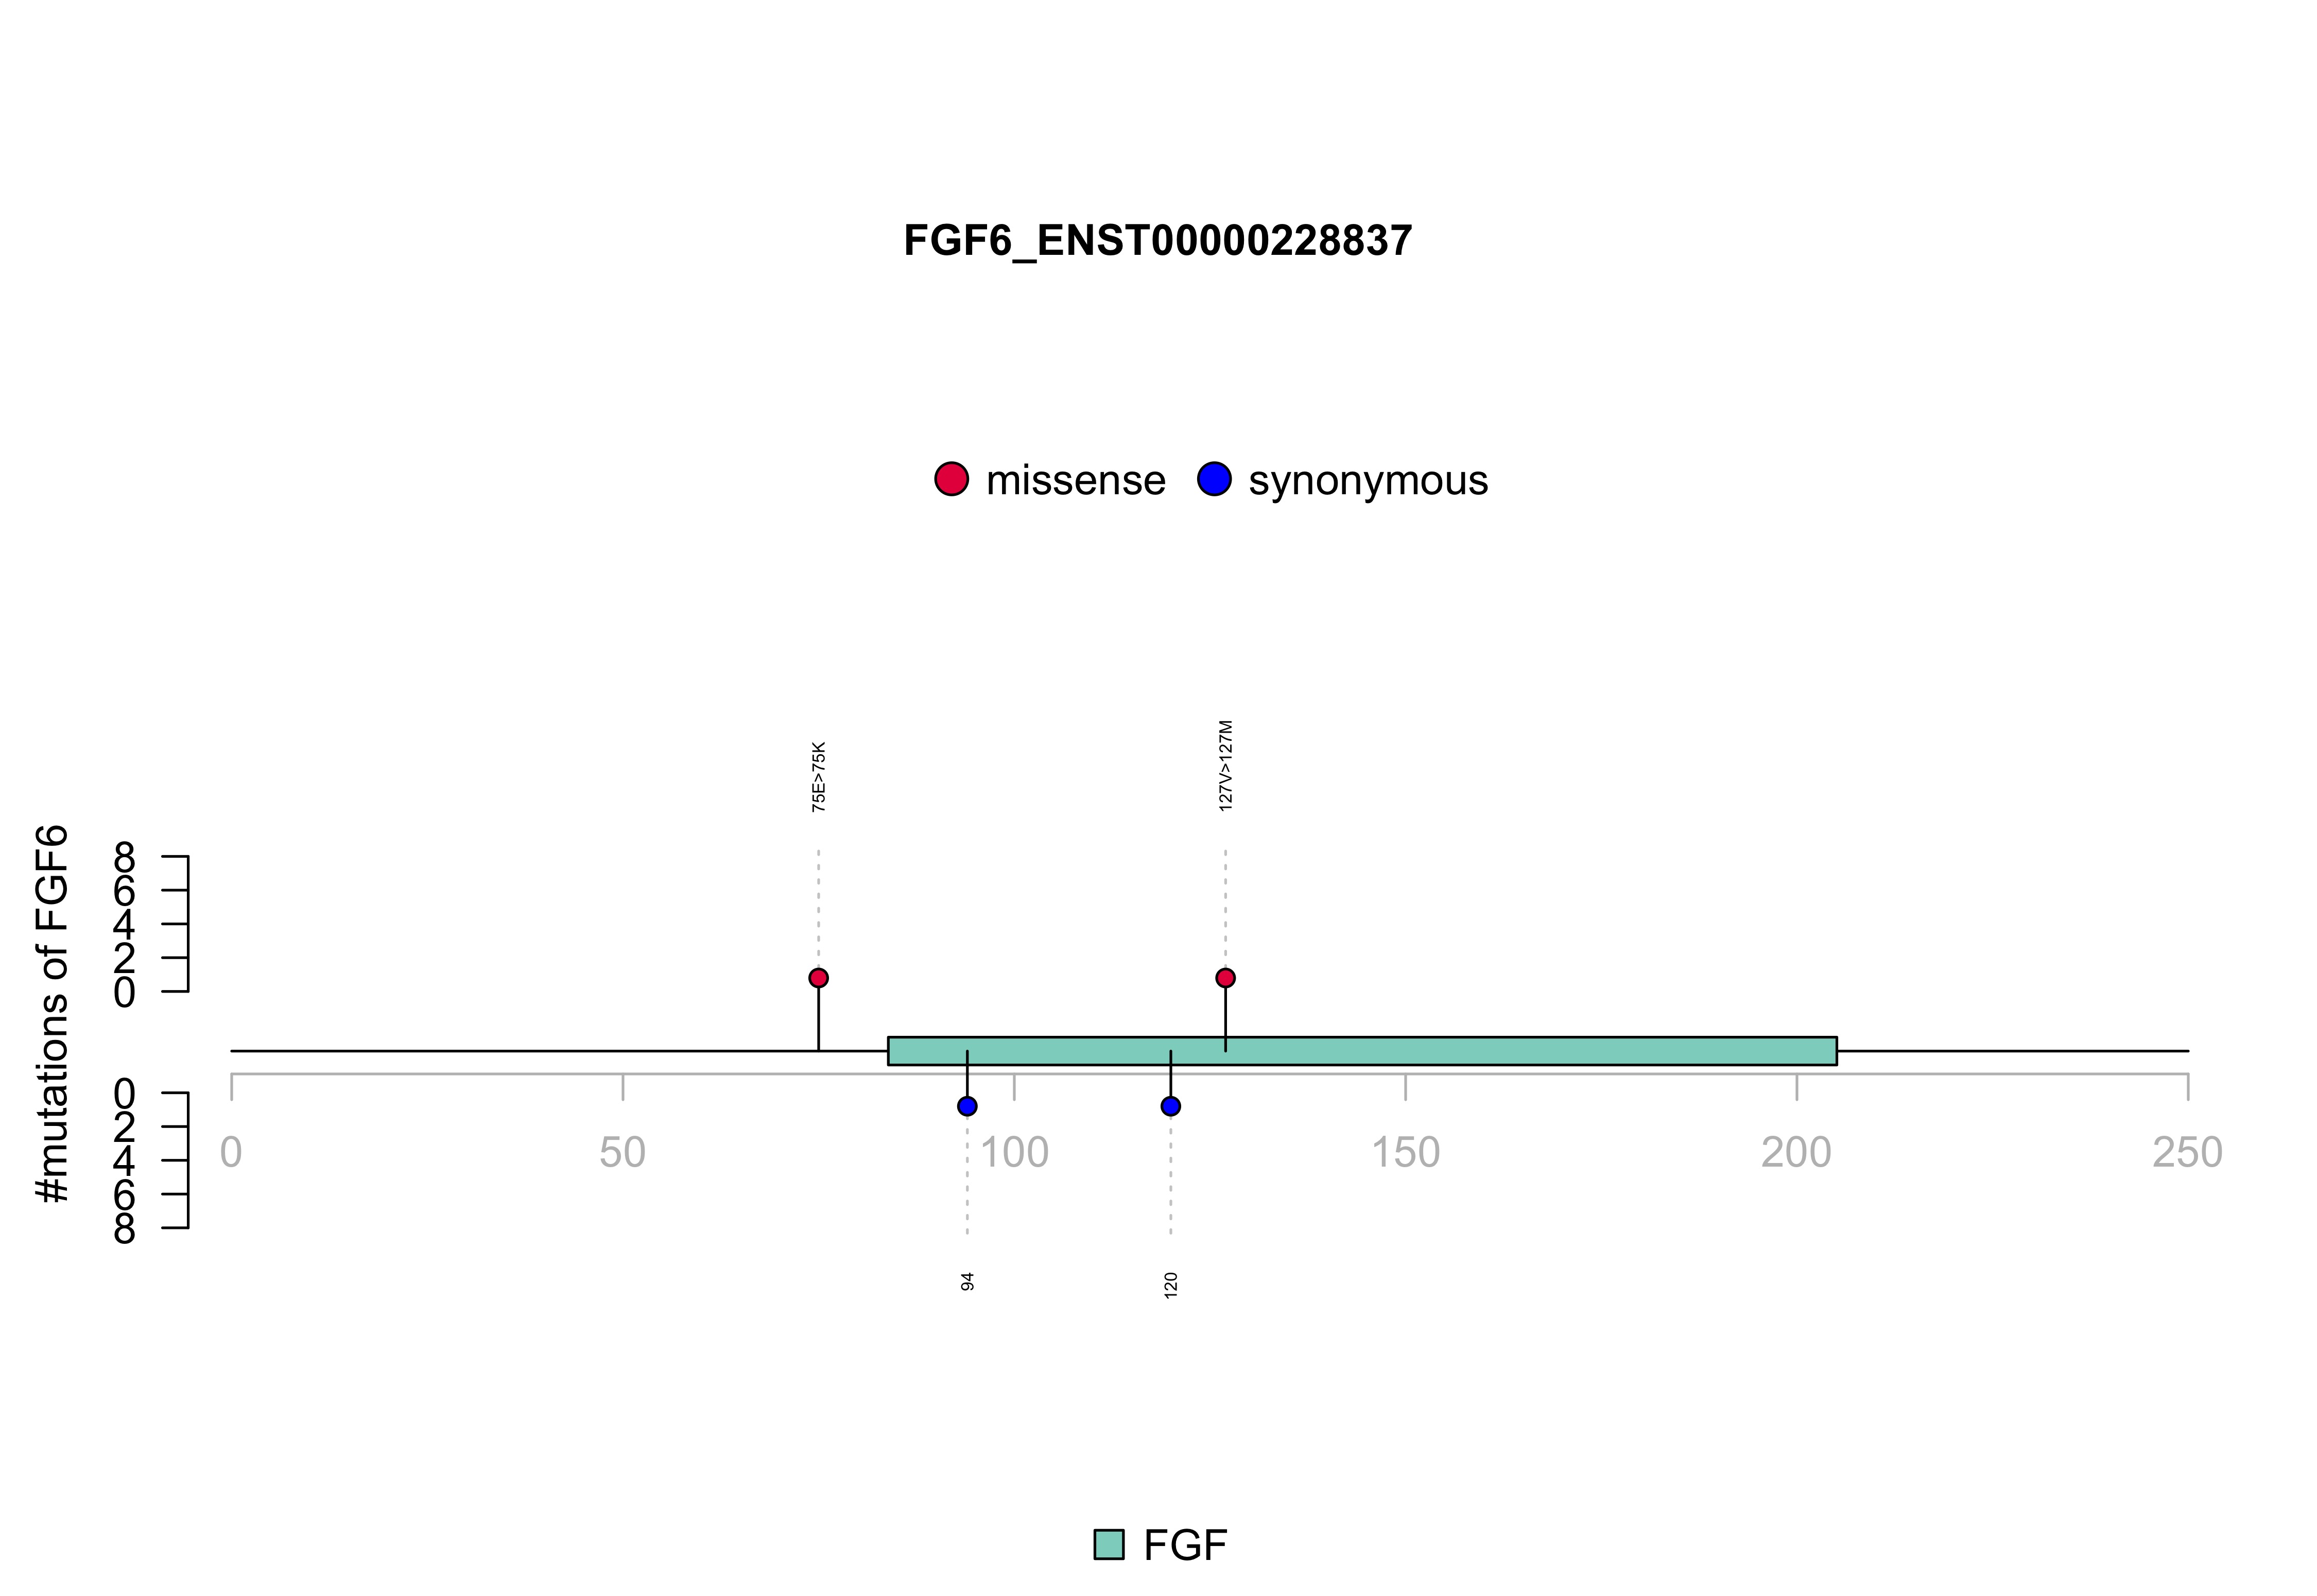 FGF6_ENST00000228837
missense synonymous
75E>75K
127V>127M
#mutations of FGF6
8
6
4
2
0
0
2
4
6
8
0 50 100 150 200 250
94
120
FGF